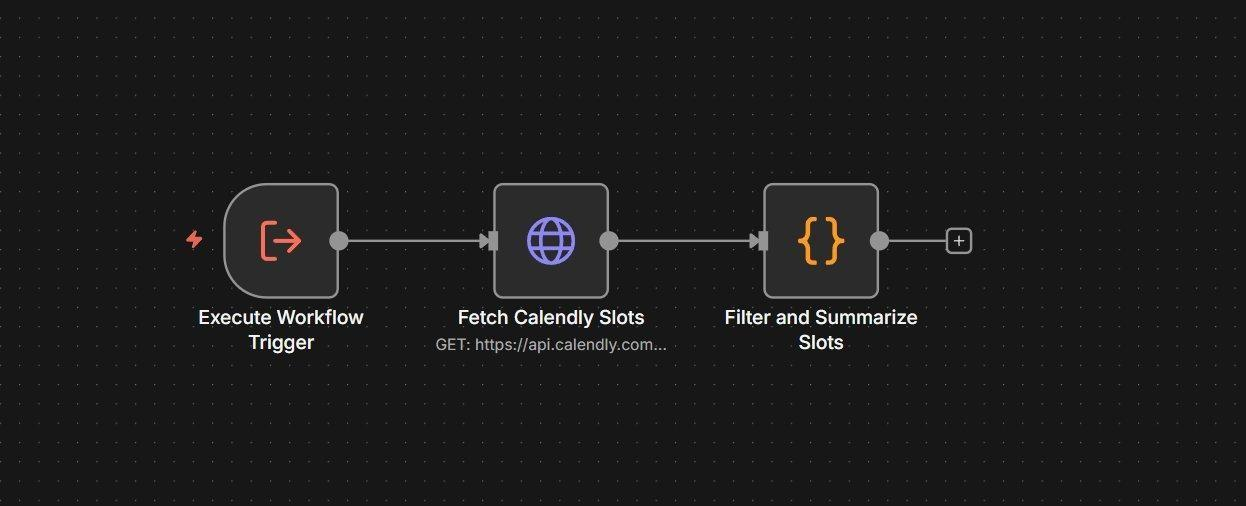 Execute Workflow
Trigger
Fetch Calendly Slots
GET: https://api.calendly.com...
Filter and Summarize
Slots